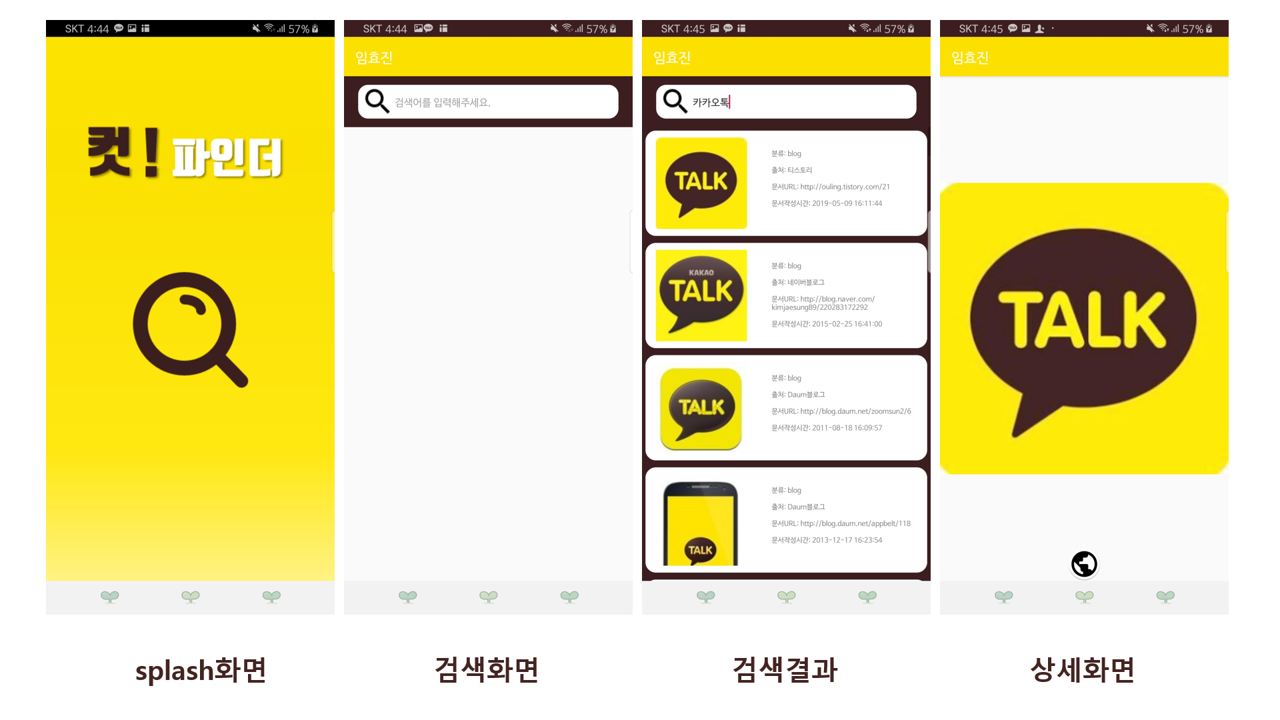 SKT 4:44
57%
컷! 파인더
splash화면
SKT 4:44
57%
임효진
검색어를 입력해주세요.
검색화면
SKT 4:45
57%
임효진
카카오톡
TALK
분류: blog
출처: 티스토리
문서URL: http://ouling.tistory.com/21
문서작성시간: 2019-05-09 16:11:44
KAKAO
TALK
분류: blog
출처: 네이버블로그
문서URL: http://blog.naver.com/
kimjaesung89/220283172292
문서작성시간: 2015-02-25 16:41:00
TALK
분류: blog
출처: Daum블로그
문서URL: http://blog.daum.net/zoomsun2/6
문서작성시간: 2011-08-18 16:09:57
TALK
분류: blog
출처: Daum블로그
문서URL: http://blog.daum.net/appbelt/118
문서작성시간: 2013-12-17 16:23:54
검색결과
SKT 4:45
57%
임효진
TALK
상세화면